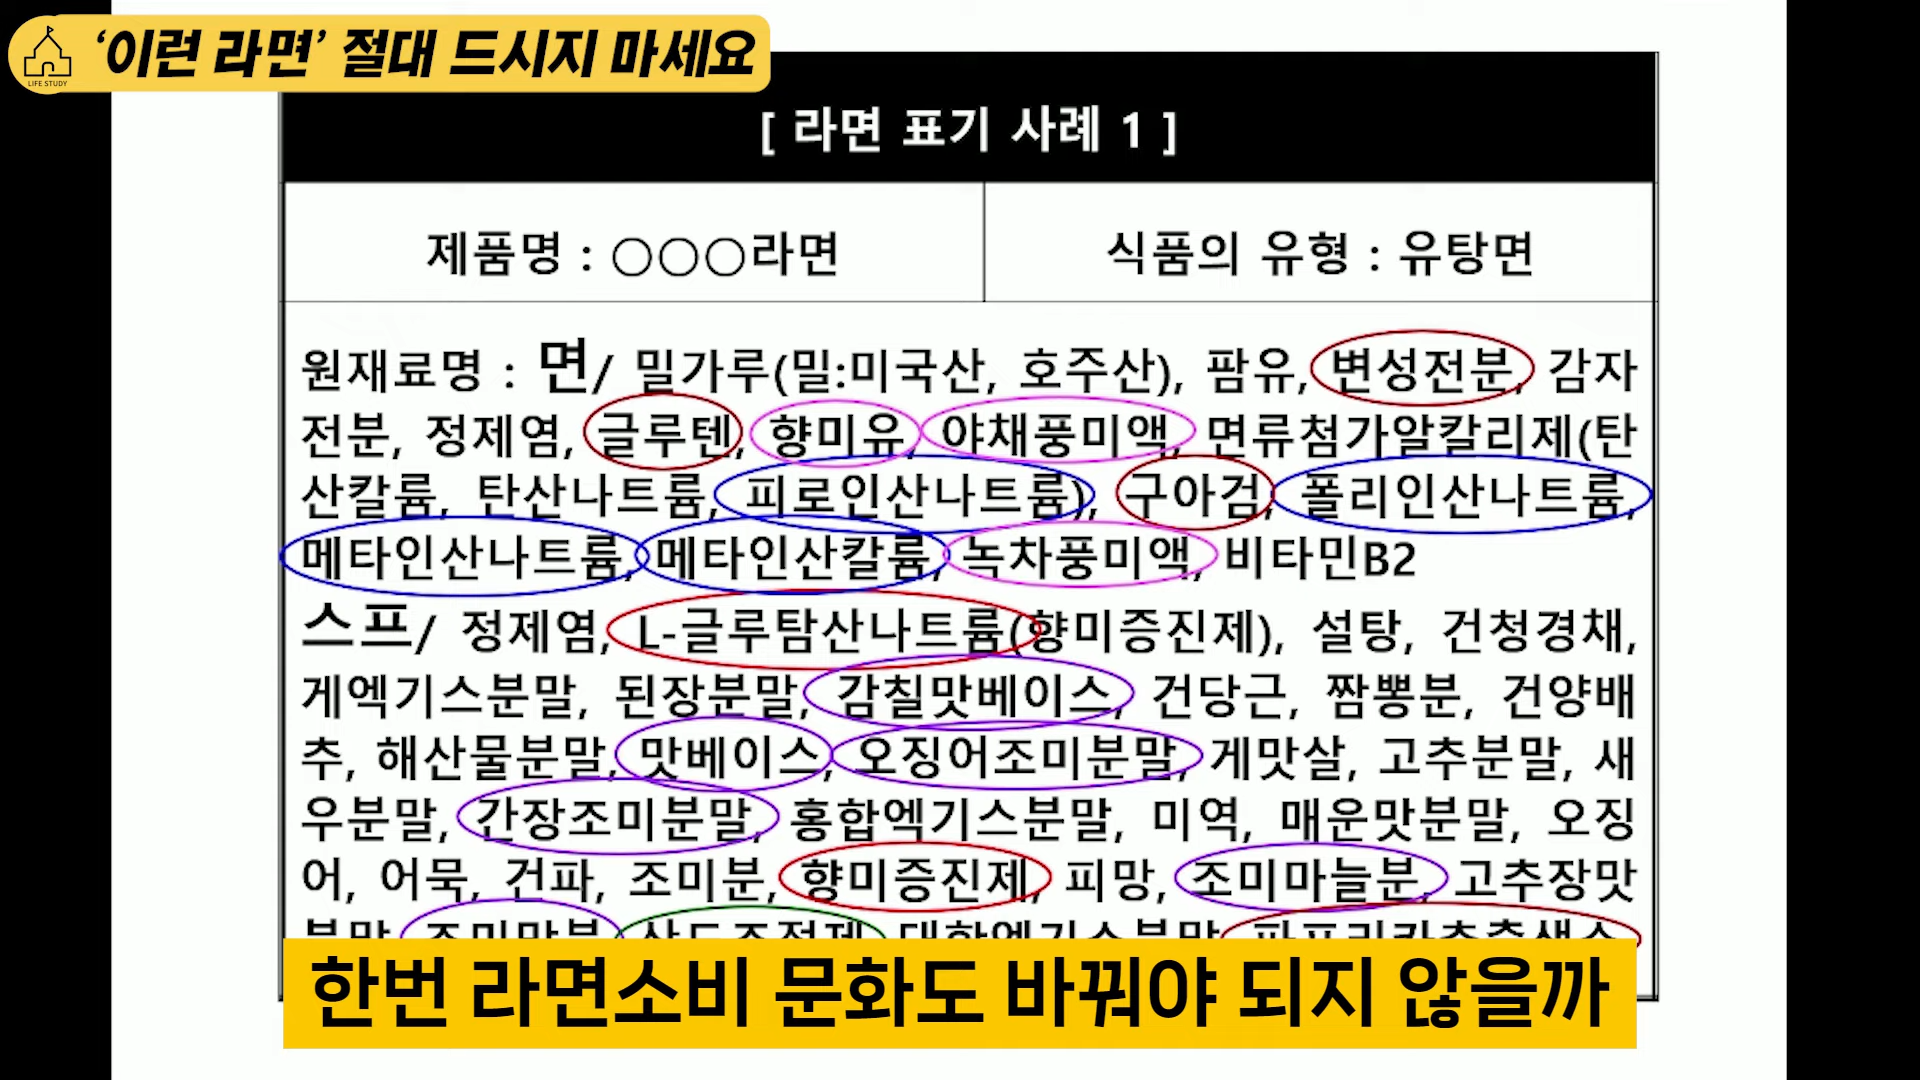 LIFE STUDY
‘이런 라면’ 절대 드시지 마세요
[ 라면 표기 사례 1 ]
제품명 : ○○○라면
식품의 유형 : 유탕면
원재료명 : 면/ 밀가루(밀:미국산, 호주산), 팜유, 변성전분, 감자
전분, 정제염, 글루텐, 향미유, 야채풍미액, 면류첨가알칼리제(탄
산칼륨, 탄산나트륨, 피로인산나트륨), 구아검, 폴리인산나트륨,
메타인산나트륨, 메타인산칼륨, 녹차풍미액, 비타민B2
스프/ 정제염, L-글루탐산나트륨(향미증진제), 설탕, 건청경채,
게엑기스분말, 된장분말, 감칠맛베이스, 건당근, 짬뽕분, 건양배
추, 해산물분말, 맛베이스, 오징어조미분말, 게맛살, 고추분말, 새
우분말, 간장조미분말, 홍합엑기스분말, 미역, 매운맛분말, 오징
어, 어묵, 건파, 조미분, 향미증진제, 피망, 조미마늘분, 고추장맛
한번 라면소비 문화도 바꿔야 되지 않을까